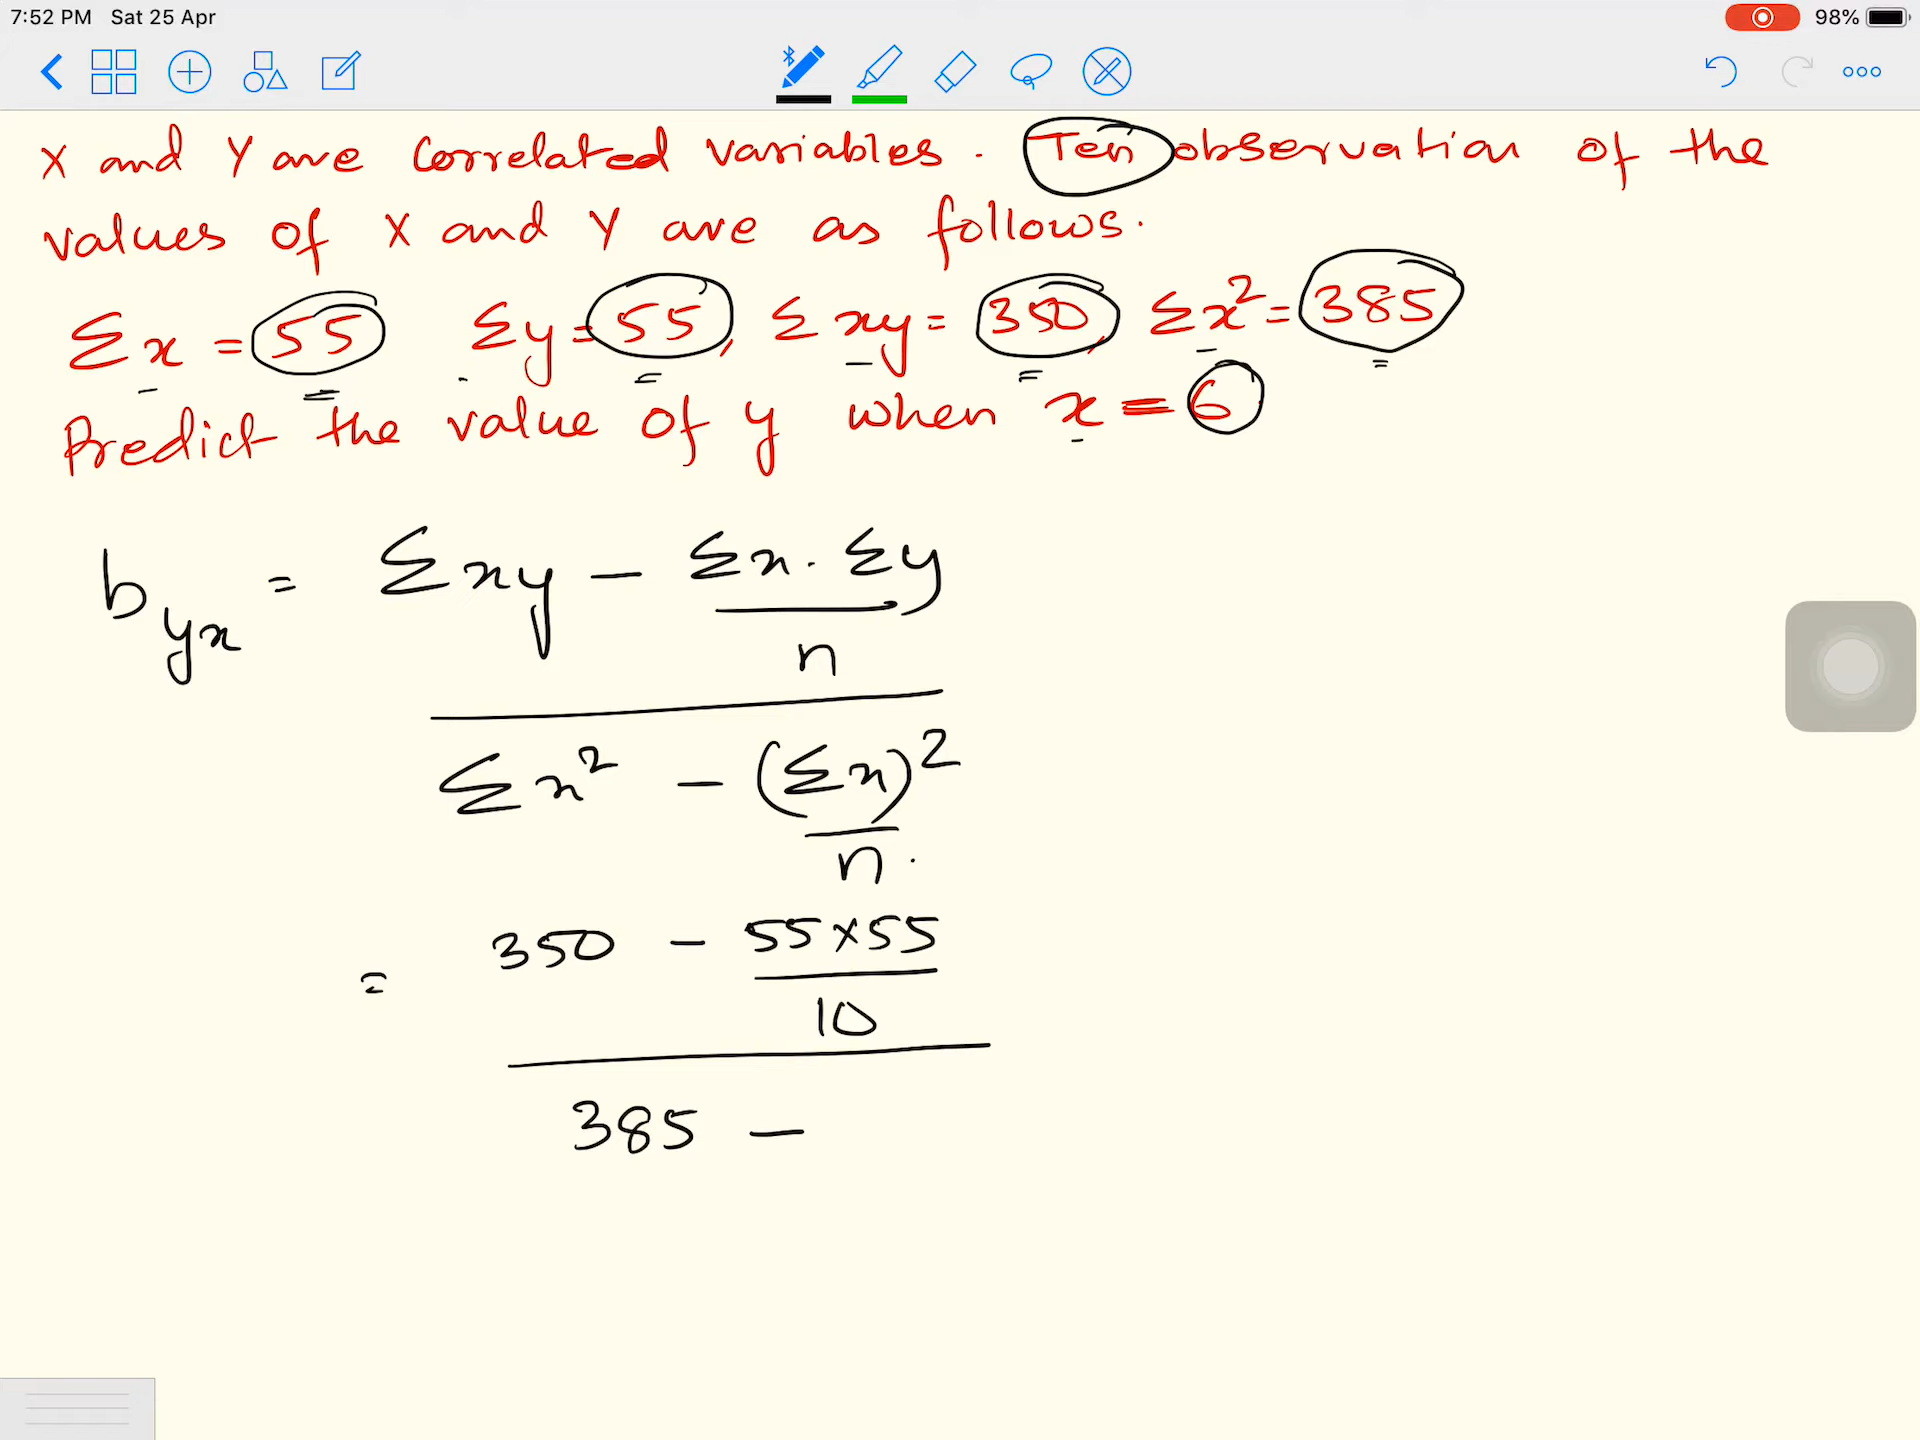 7:52 PM Sat 25 Apr 98%
X and Y are correlated variables. Ten observation of the
values of X and Y are as follows.
Σx = 55 Σy = 55, Σxy = 350, Σx² = 385
Predict the value of y when x = 6
b_yx = Σxy - Σx. Σy
n
Σx² - (Σx)²
n.
= 350 - 55x55
10
385 -